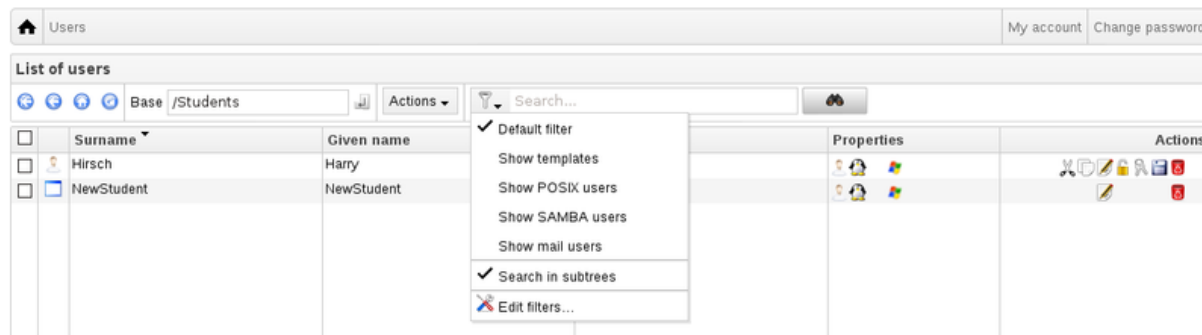 Users My account Change password
List of users
Base /Students Actions Search...
Default filter
Surname Given name Properties Actions
Show templates
Hirsch Harry
Show POSIX users
NewStudent NewStudent
Show SAMBA users
Show mail users
Search in subtrees
Edit filters...